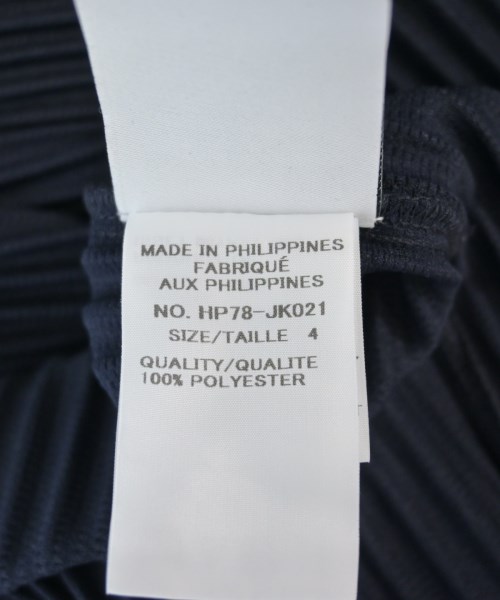 MADE IN PHILIPPINES
FABRIQUÉ
AUX PHILIPPINES
NO. HP78-JK021
SIZE/TAILLE 4
QUALITY/QUALITE
100% POLYESTER